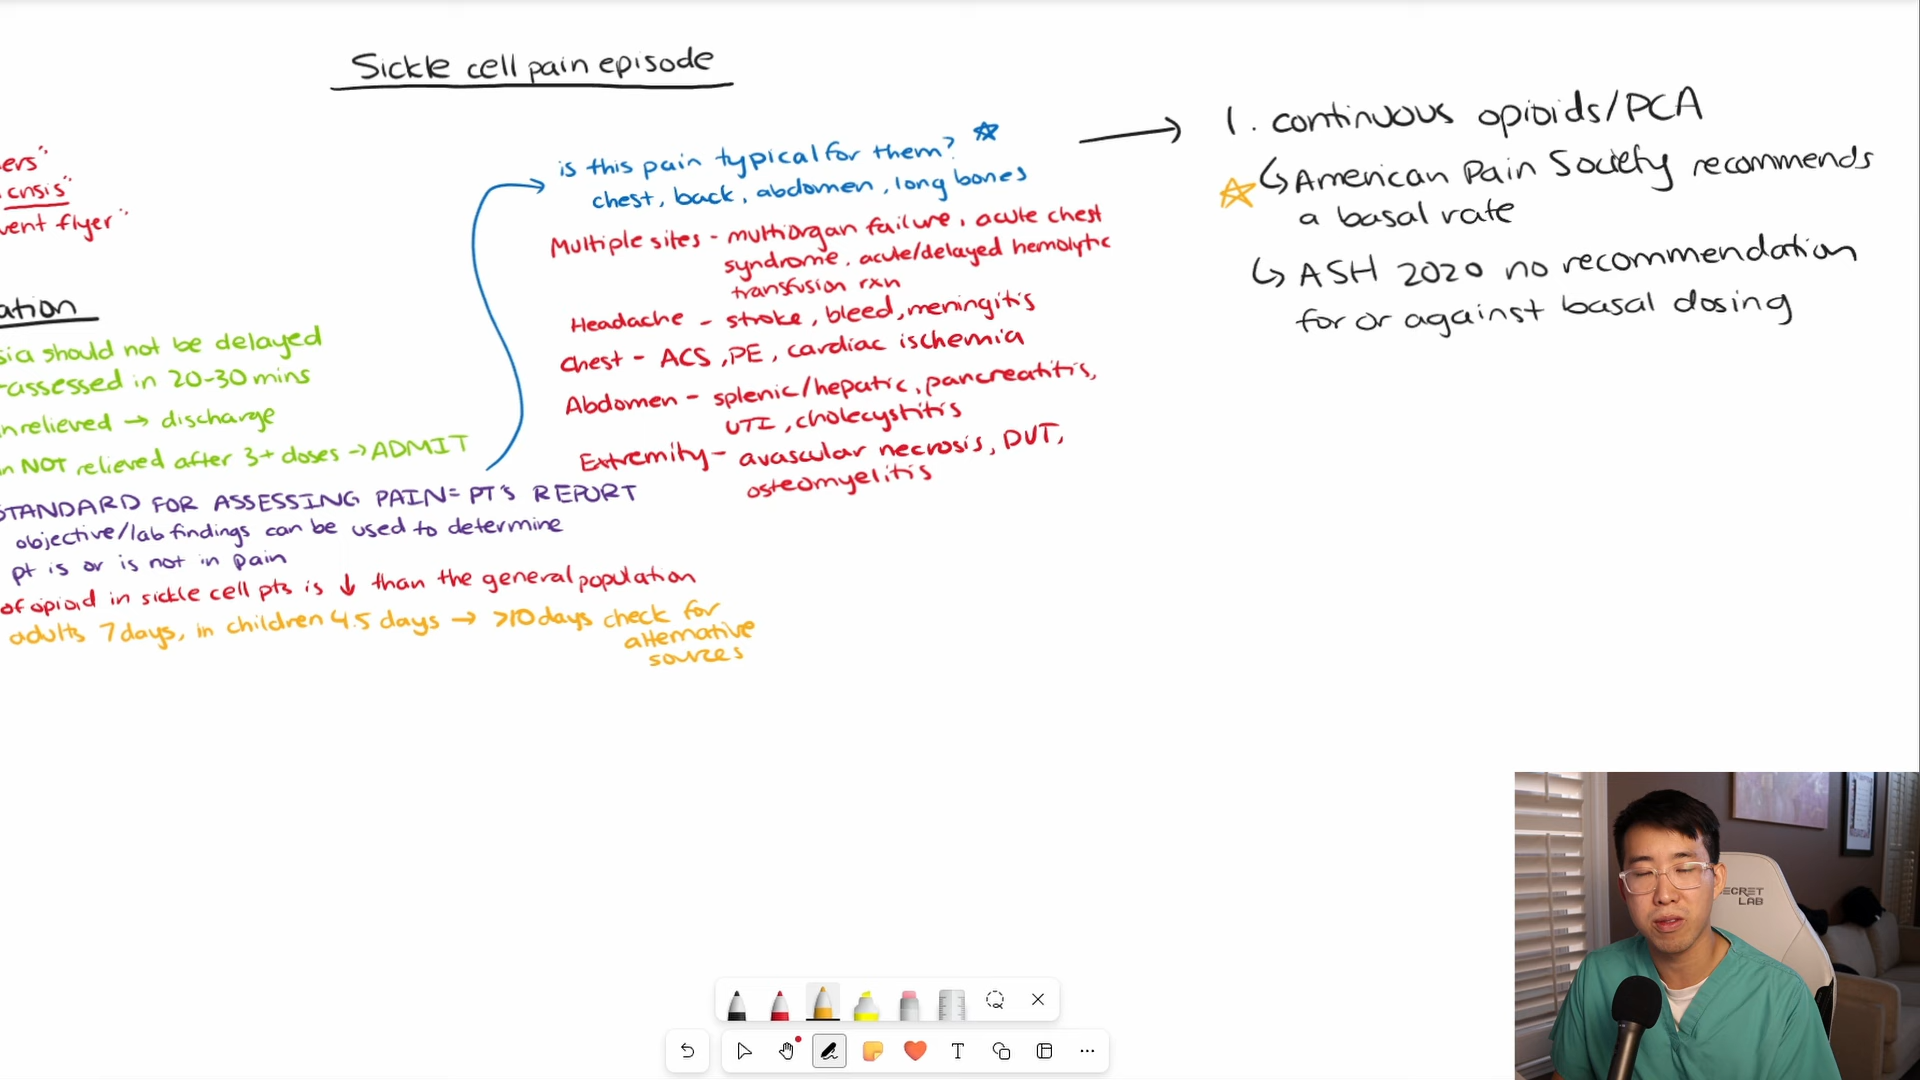 Sickle cell pain episode
ers"
crisis"
uent flyer"
ation
sia should not be delayed
-assessed in 20-30 mins
n relieved → discharge
n NOT relieved after 3+ doses → ADMIT
STANDARD FOR ASSESSING PAIN = PT'S REPORT
objective/lab findings can be used to determine
pt is or is not in pain
of opioid in sickle cell pts is ↓ than the general population
adults 7 days, in children 4.5 days → >10 days check for
alternative
sources
is this pain typical for them? ☆
chest, back, abdomen, long bones
Multiple sites - multiorgan failure, acute chest
syndrome, acute/delayed hemolytic
transfusion rxn
Headache - stroke, bleed, meningitis
Chest - ACS, PE, cardiac ischemia
Abdomen - splenic/hepatic, pancreatitis,
UTI, cholecystitis
Extremity - avascular necrosis, DVT,
osteomyelitis
→ 1. continuous opioids/PCA
☆ ↳ American Pain Society recommends
a basal rate
↳ ASH 2020 no recommendation
for or against basal dosing
T
SECRET
LAB